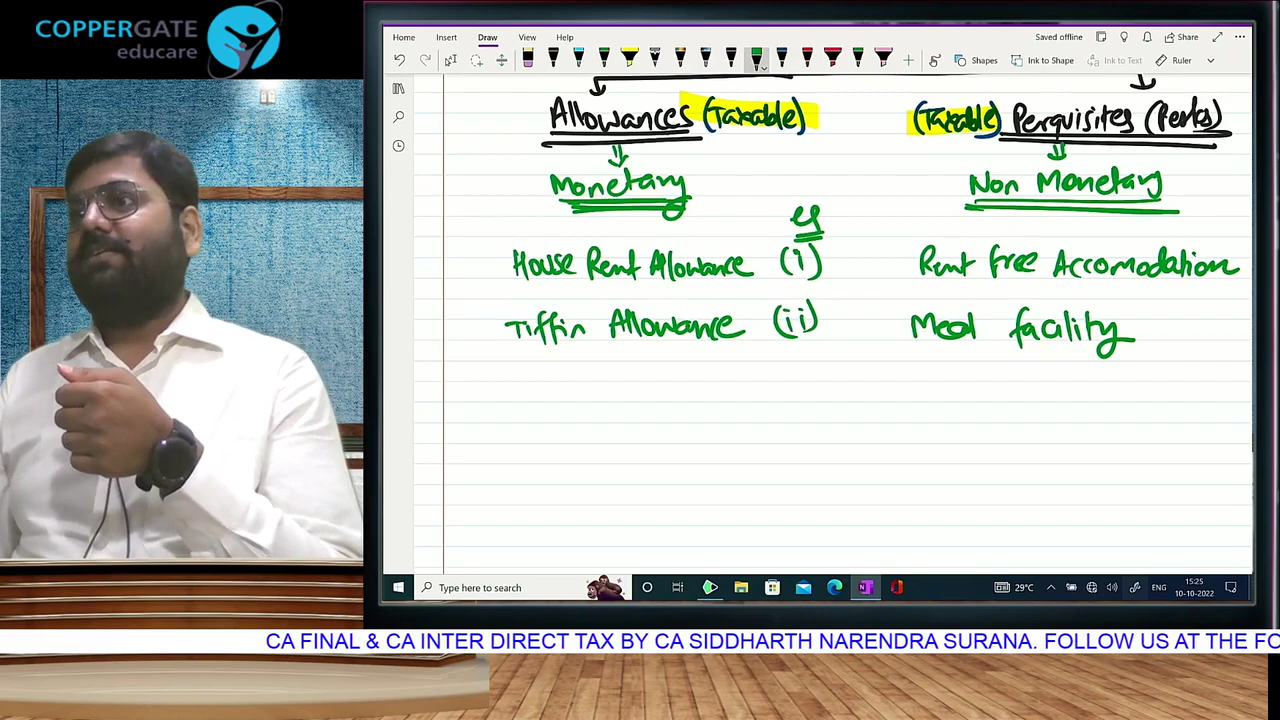 COPPERGATE
educare
Home Insert Draw View Help
Saved offline Share
Shapes Ink to Shape Ink to Text Ruler
Allowances (Taxable) (Taxable) Perquisites (Perks)
Monetary Non Monetary
eg
House Rent Allowance (i) Rent free Accomodation
Tiffin Allowance (ii) Meal facility
Type here to search
29°C ENG 15:25
10-10-2022
CA FINAL & CA INTER DIRECT TAX BY CA SIDDHARTH NARENDRA SURANA. FOLLOW US AT THE FO